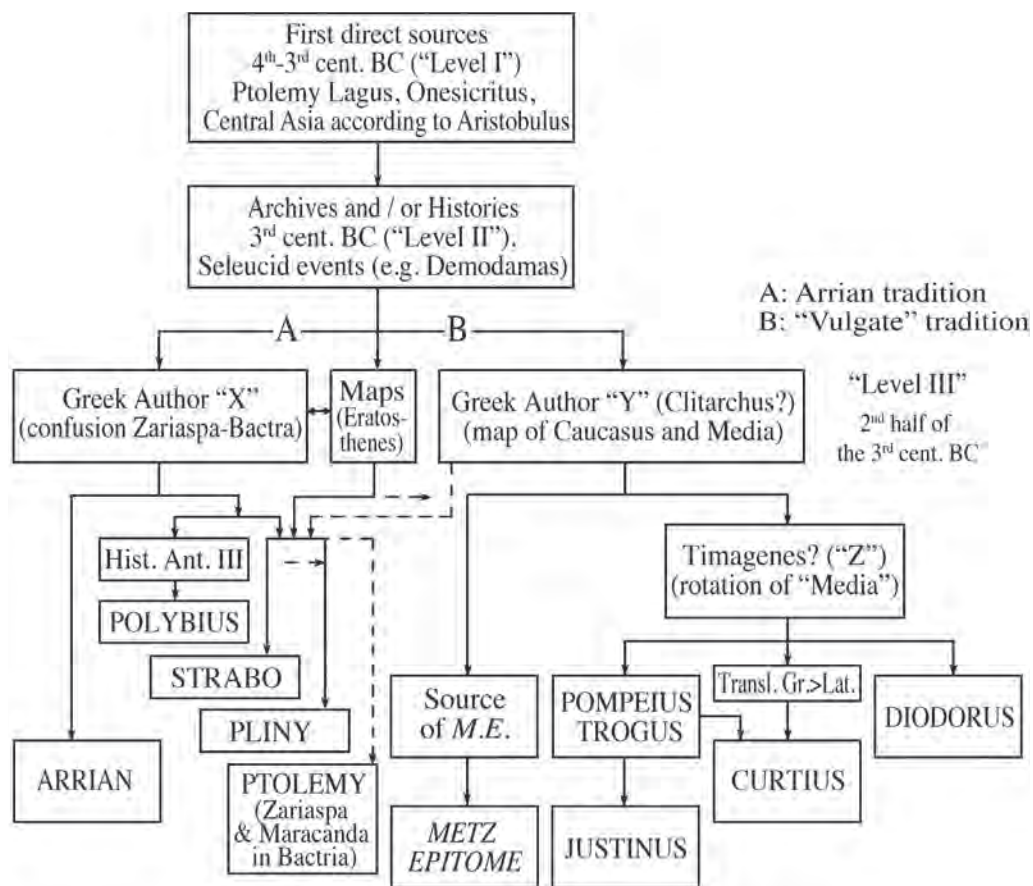 First direct sources
4th-3rd cent. BC (“Level I”)
Ptolemy Lagus, Onesicritus,
Central Asia according to Aristobulus
Archives and / or Histories
3rd cent. BC (“Level II”).
Seleucid events (e.g. Demodamas)
A: Arrian tradition
B: “Vulgate” tradition
A
B
Greek Author “X”
(confusion Zariaspa-Bactra)
Maps
(Eratos-
thenes)
Greek Author “Y” (Clitarchus?)
(map of Caucasus and Media)
“Level III”
2nd half of
the 3rd cent. BC
Hist. Ant. III
POLYBIUS
STRABO
PLINY
ARRIAN
PTOLEMY
(Zariaspa
& Maracanda
in Bactria)
Timagenes? (“Z”)
(rotation of “Media”)
Source
of M.E.
POMPEIUS
TROGUS
Transl. Gr.>Lat.
DIODORUS
CURTIUS
METZ
EPITOME
JUSTINUS